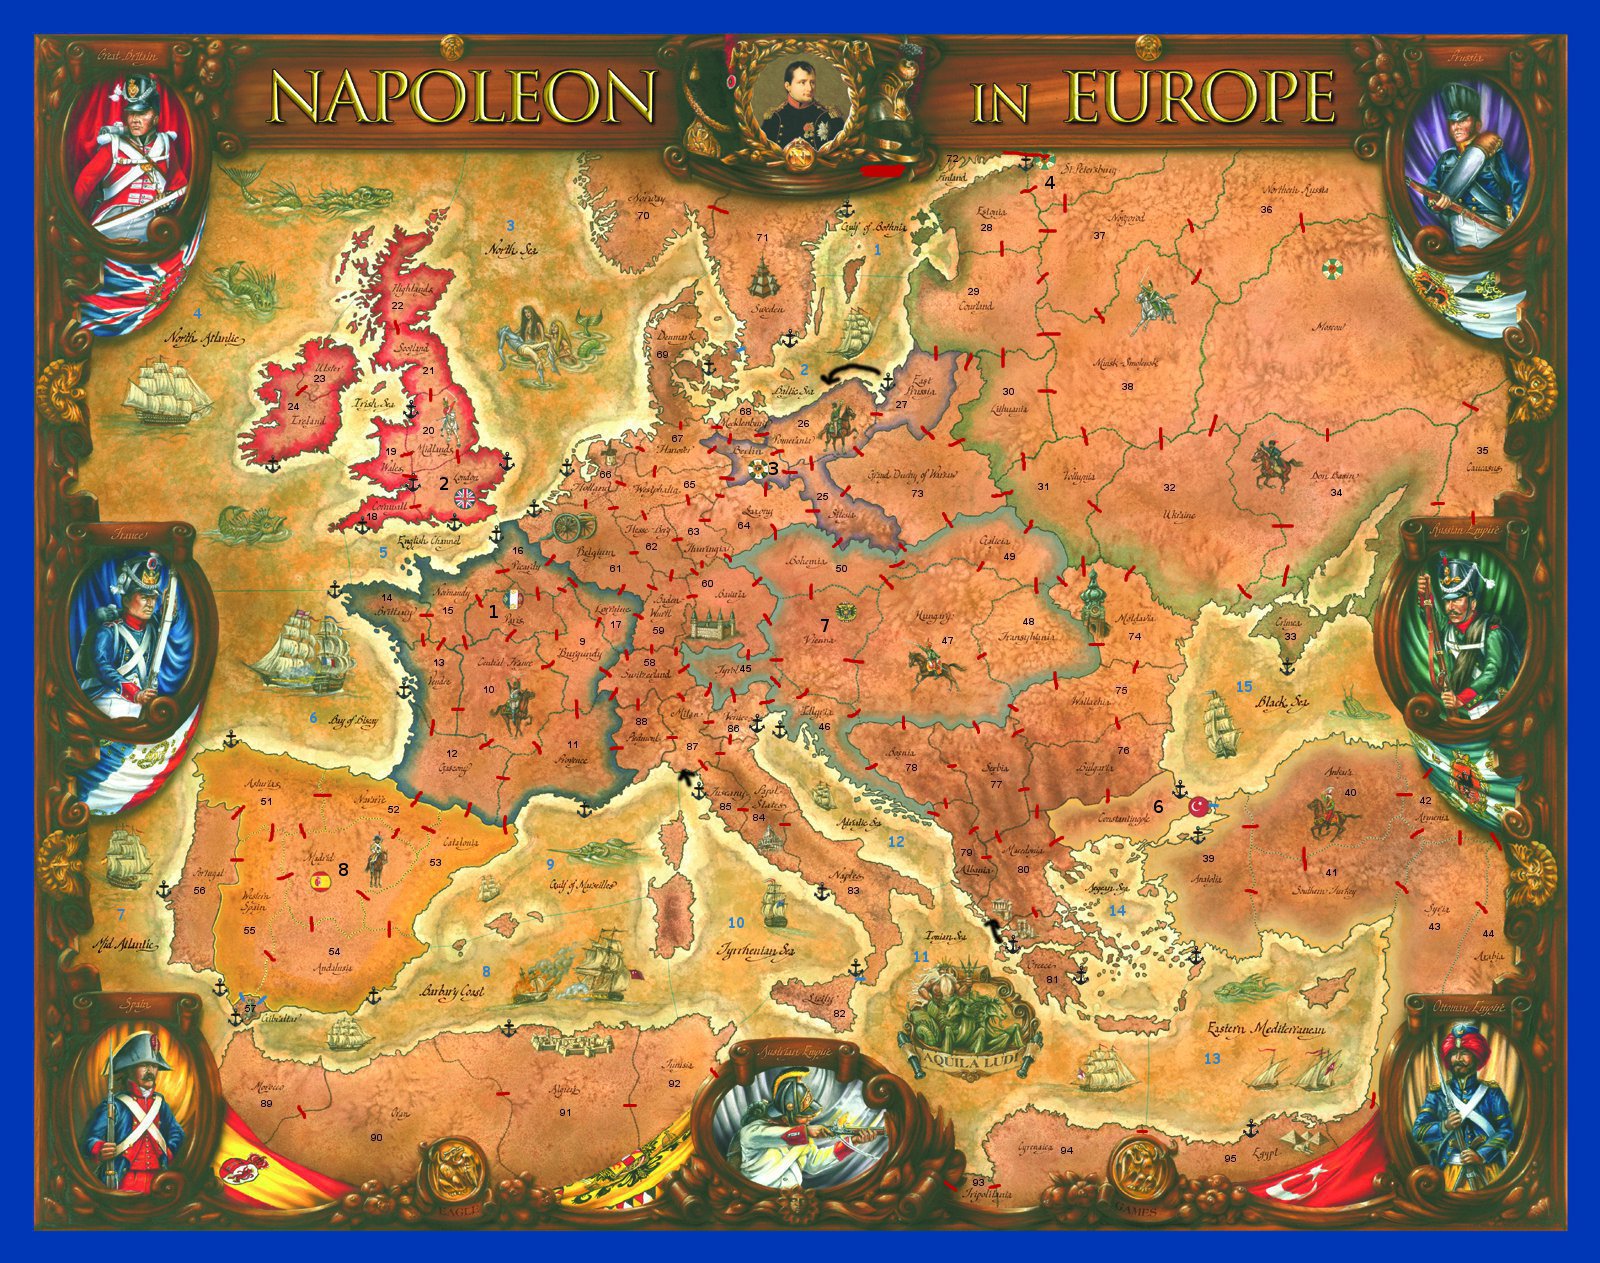 NAPOLEON IN EUROPE
Great Britain
Prussia
72
Finland
4
St. Petersburg
Norway
70
3
North Sea
71
Gulf of Bothnia
1
Estonia
28
Novgorod
37
Northern Russia
36
Highlands
22
4
North Atlantic
Sweden
29
Courland
Moscow
Denmark
69
Scotland
21
2
Baltic Sea
Ulster
23
24
Ireland
Irish Sea
East Prussia
27
30
Lithuania
Minsk-Smolensk
38
68
Mecklenburg
26
Pomerania
67
Hanover
20
Midlands
19
Wales
Berlin
3
London
2
Cornwall
18
66
Holland
Westphalia
65
Grand Duchy of Warsaw
73
25
Silesia
31
Volhynia
32
Ukraine
Don Basin
34
35
Caucasus
Saxony
64
France
English Channel
5
16
Picardy
Belgium
61
Hesse-Berg
62
63
Thuringia
Galicia
49
Bohemia
50
Russian Empire
60
Bavaria
14
Brittany
Normandy
15
1
Paris
Lorraine
17
Baden
Wurtt
59
9
Burgundy
7
Vienna
Hungary
47
48
Transylvania
Moldavia
74
Crimea
33
13
Vendee
Central France
10
58
Switzerland
Tyrol
45
75
Wallachia
15
Black Sea
6
Bay of Biscay
12
Gascony
11
Provence
88
Piedmont
Milan
87
Venice
86
Illyria
46
Bosnia
78
Serbia
77
76
Bulgaria
Asturias
51
Navarre
52
Tuscany
85
Papal States
84
Adriatic Sea
12
6
Constantinople
Ankara
40
42
Armenia
Catalonia
53
Madrid
8
9
Gulf of Marseilles
79
Albania
Macedonia
80
39
Anatolia
41
Southern Turkey
Portugal
56
Western Spain
55
Naples
83
Aegean Sea
14
Syria
43
44
Arabia
7
Mid Atlantic
54
Andalusia
10
Tyrrhenian Sea
Ionian Sea
11
8
Barbary Coast
Greece
81
Spain
57
Gibraltar
Sicily
82
AQUILA LUDI
Eastern Mediterranean
13
Ottoman Empire
Austrian Empire
Morocco
89
Oran
90
Algiers
91
Tunisia
92
Cyrenaica
94
95
Egypt
93
Tripolitania
EAGLE
GAMES